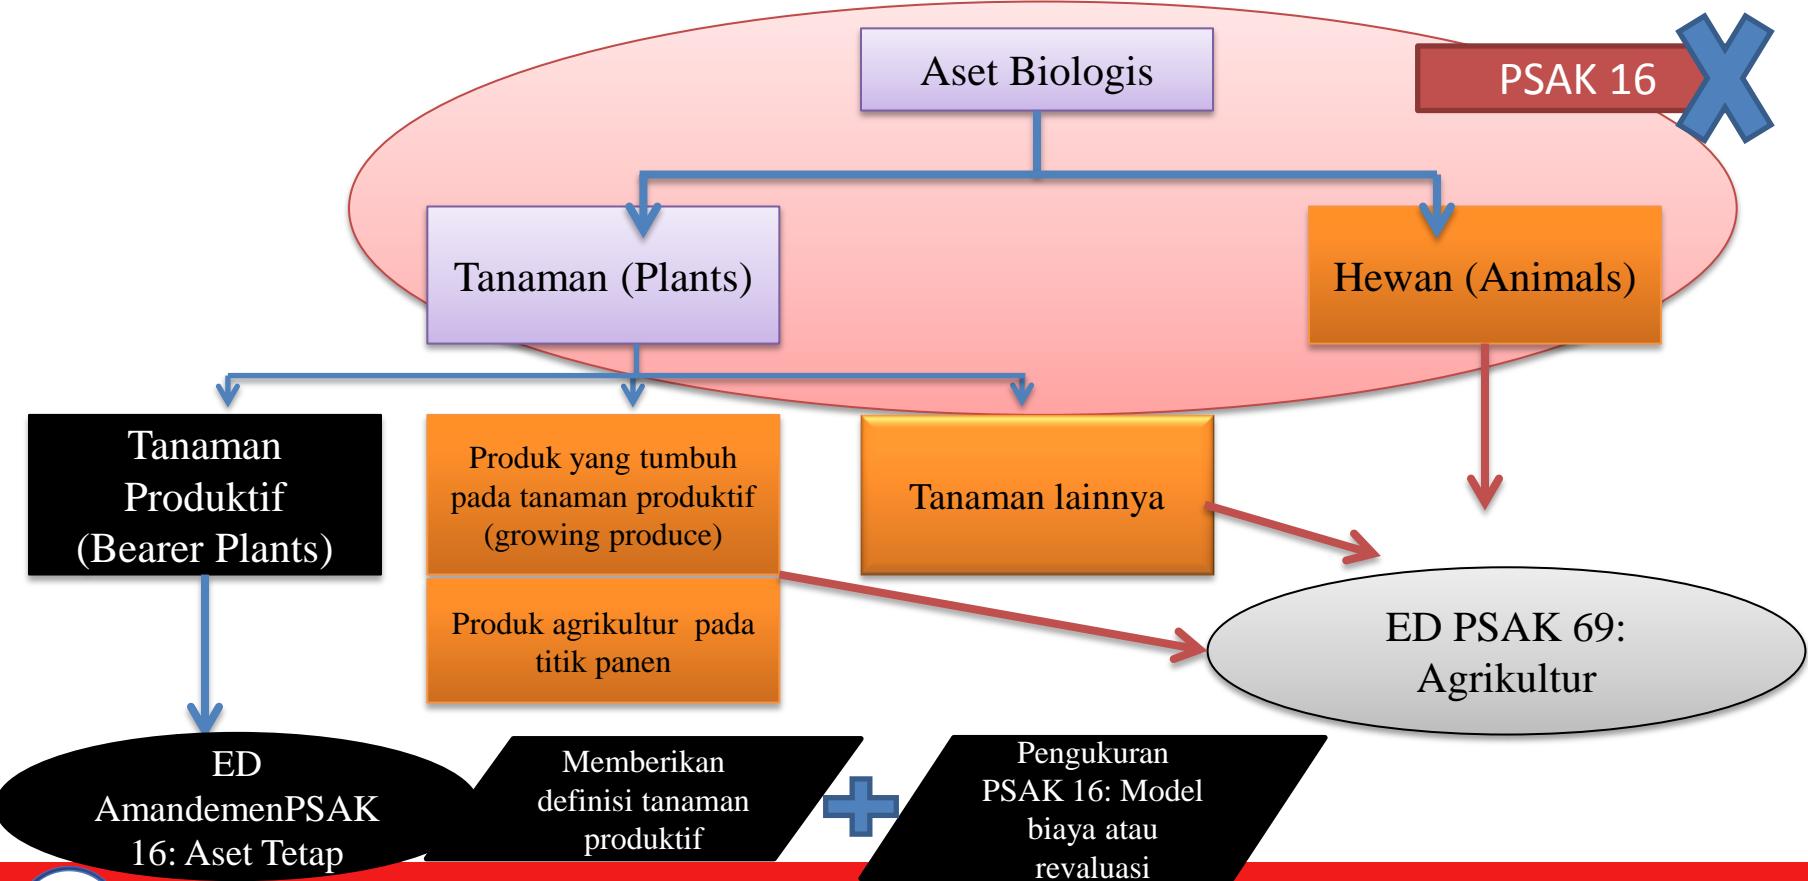 Aset Biologis
PSAK 16
Tanaman (Plants)
Hewan (Animals)
Tanaman
Produktif
(Bearer Plants)
Produk yang tumbuh
pada tanaman produktif
(growing produce)
Tanaman lainnya
Produk agrikultur pada
titik panen
ED PSAK 69:
Agrikultur
ED
AmandemenPSAK
16: Aset Tetap
Memberikan
definisi tanaman
produktif
Pengukuran
PSAK 16: Model
biaya atau
revaluasi